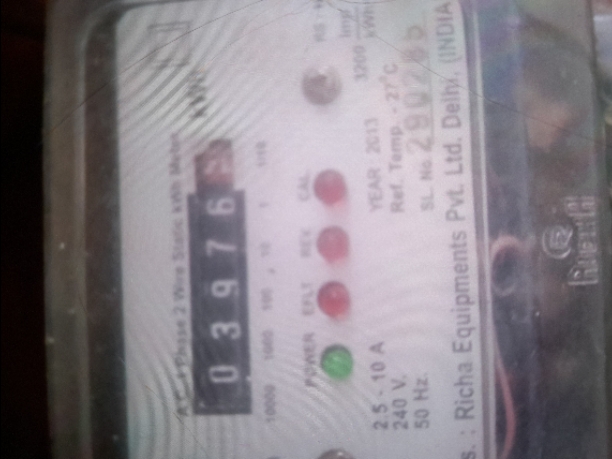 A.C. 1 Phase 2 Wire Static kWh Meter
kWh
0 3 9 7 6
10000 1000 100 10 1 1/10
POWER EFLT REV CAL
3200 imp/kWh
2.5 - 10 A
240 V.
50 Hz
YEAR 2013
Ref. Temp. - 27°C
SL. No.
: Richa Equipments Pvt. Ltd. Delhi, (INDIA